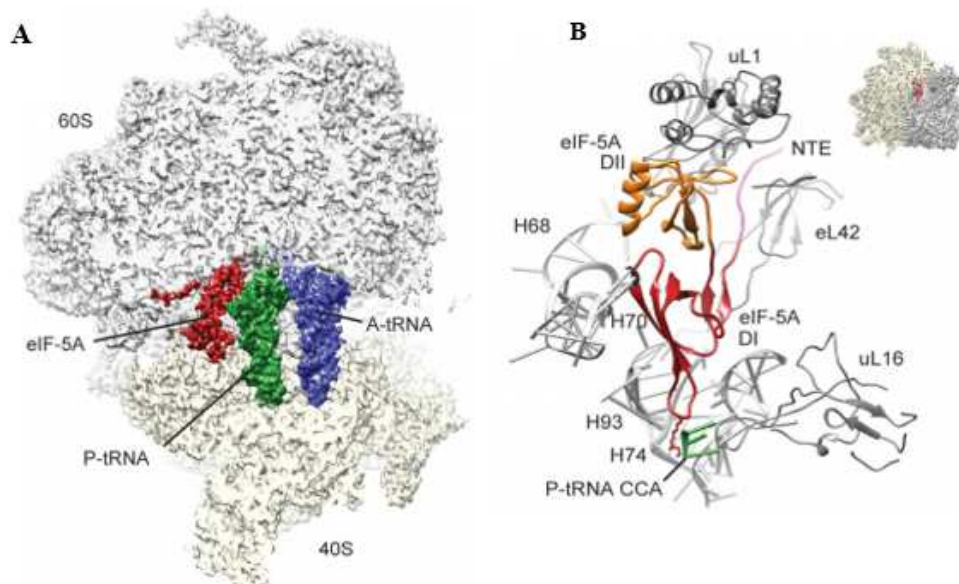 A
60S
eIF-5A
A-tRNA
P-tRNA
40S
B
uL1
eIF-5A
DII
NTE
H68
eL42
H70
eIF-5A
DI
uL16
H93
H74
P-tRNA CCA